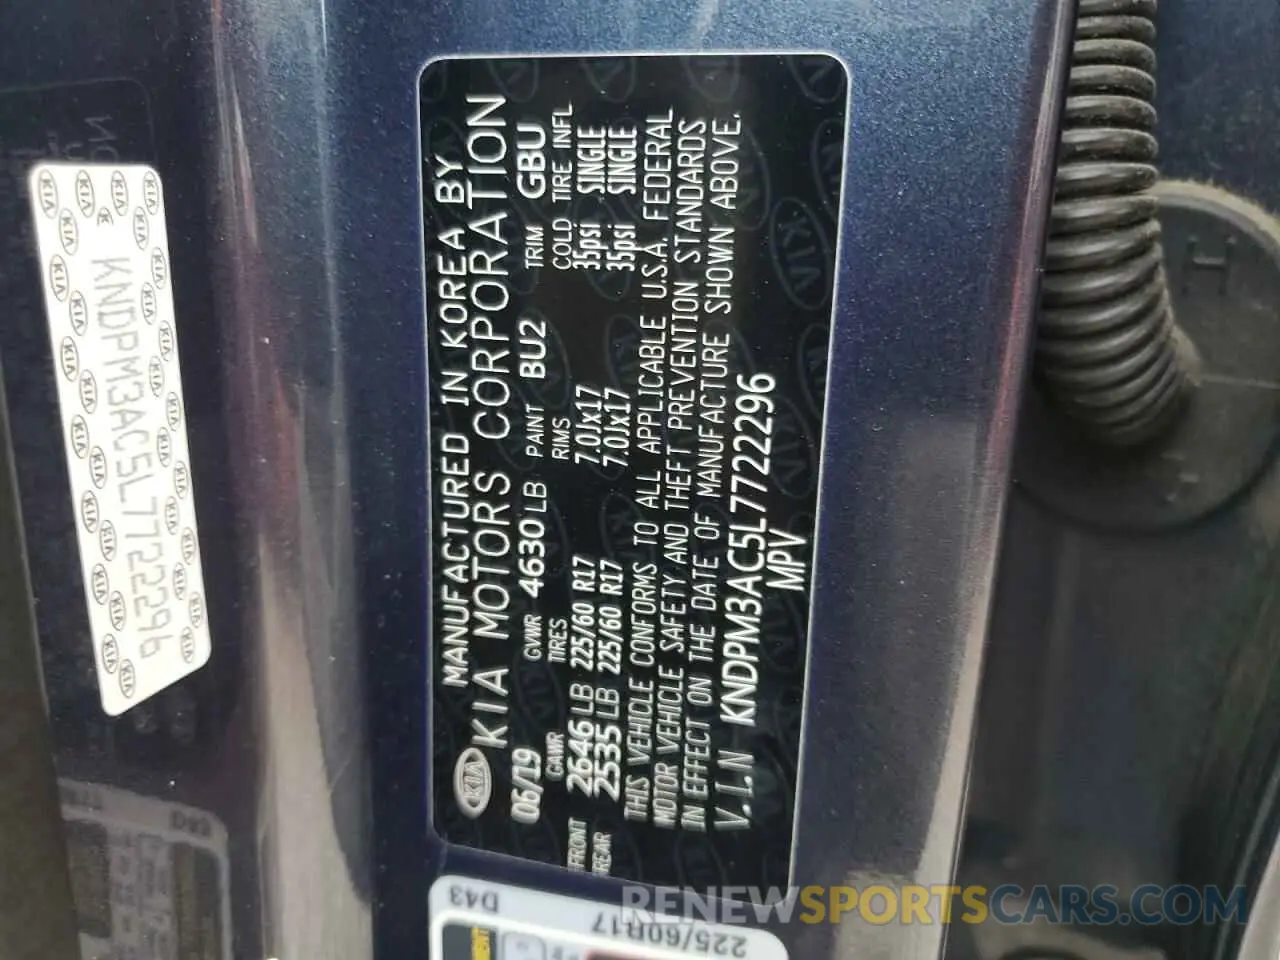 MANUFACTURED IN KOREA BY
KIA KIA MOTORS CORPORATION
06/19 GVWR 4630 LB PAINT BU2 TRIM GBU
GAWR TIRES RIMS COLD TIRE INFL
FRONT 2646 LB 225/60 R17 7.0Jx17 35psi SINGLE
REAR 2535 LB 225/60 R17 7.0Jx17 35psi SINGLE
THIS VEHICLE CONFORMS TO ALL APPLICABLE U.S.A. FEDERAL
MOTOR VEHICLE SAFETY AND THEFT PREVENTION STANDARDS
IN EFFECT ON THE DATE OF MANUFACTURE SHOWN ABOVE.
V.I.N KNDPM3AC5L7722296
MPV
KNDPM3AC5L7722296
D43
225/60R17
H
RENEWSPORTSCARS.COM